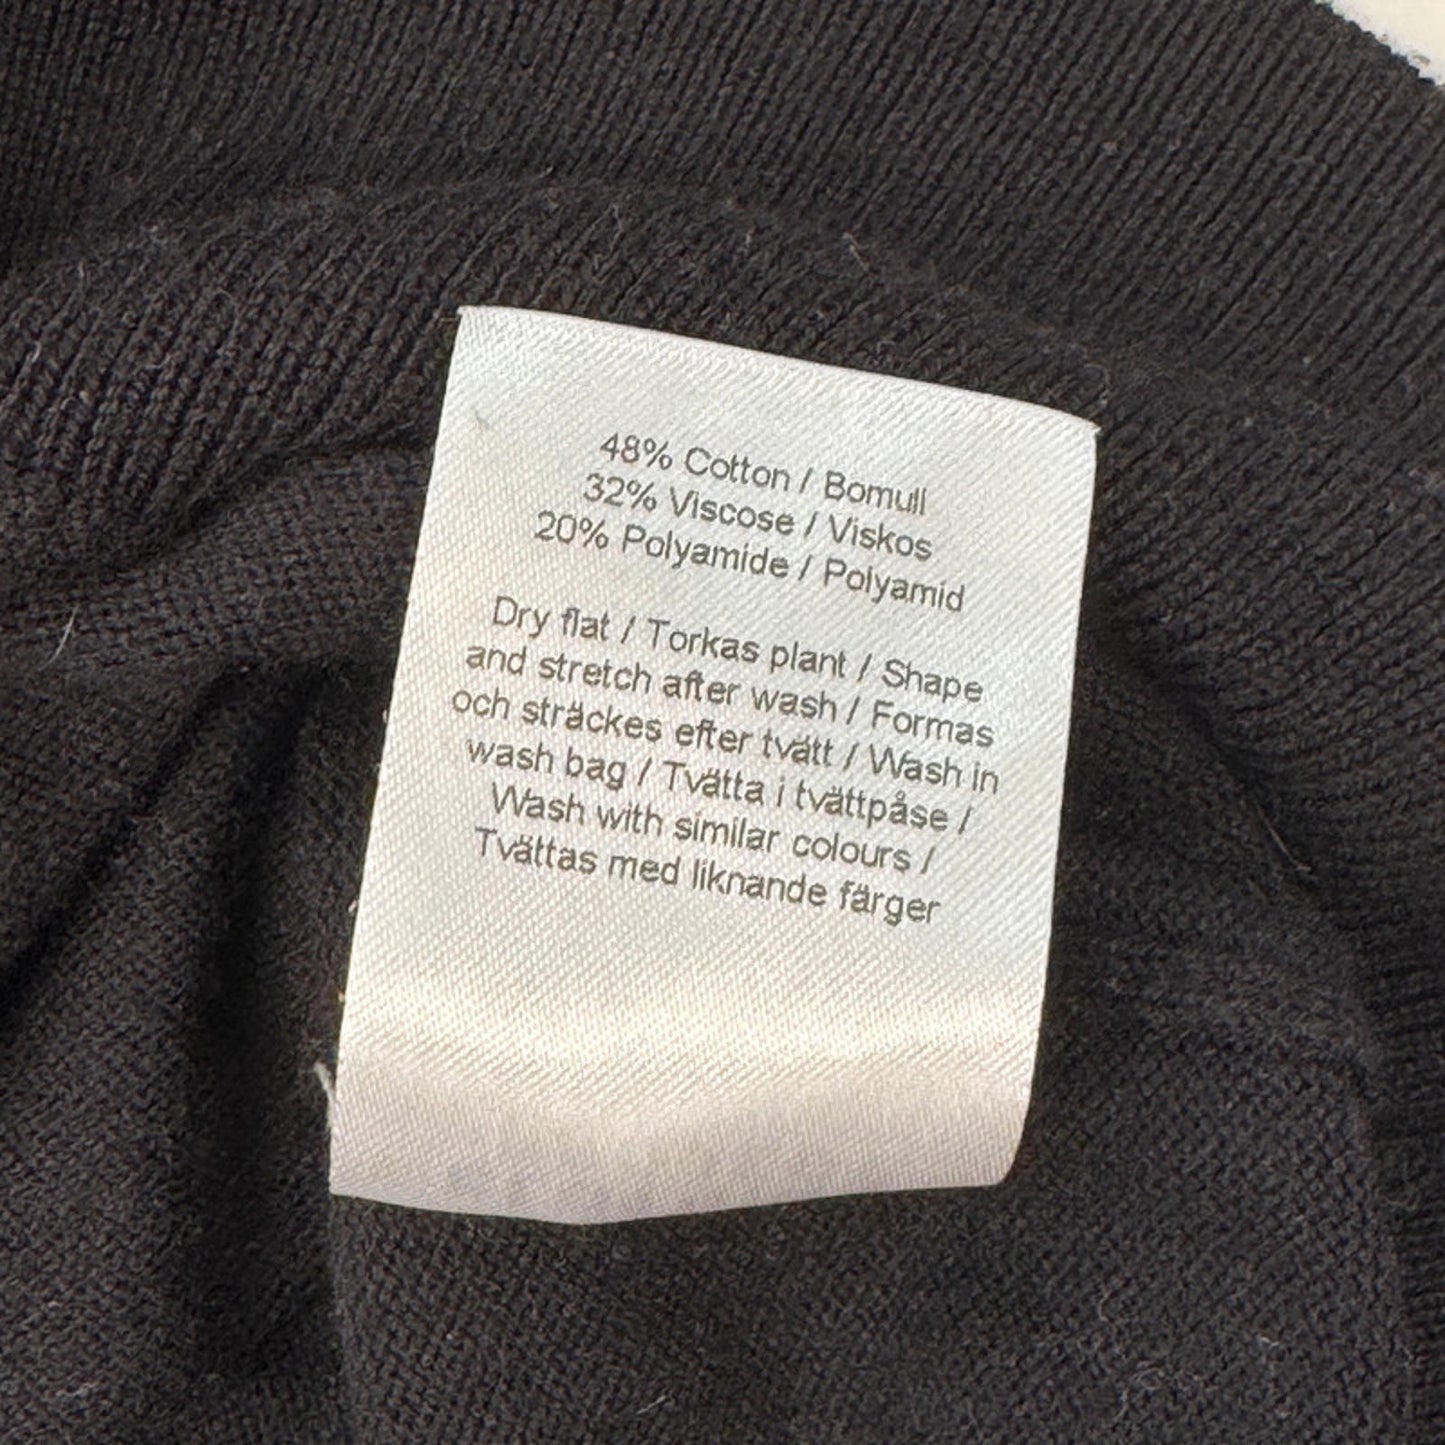 48% Cotton / Bomull
32% Viscose / Viskos
20% Polyamide / Polyamid
Dry flat / Torkas plant / Shape
and stretch after wash / Formas
och sträckes efter tvätt / Wash in
wash bag / Tvätta i tvättpåse /
Wash with similar colours /
Tvättas med liknande färger